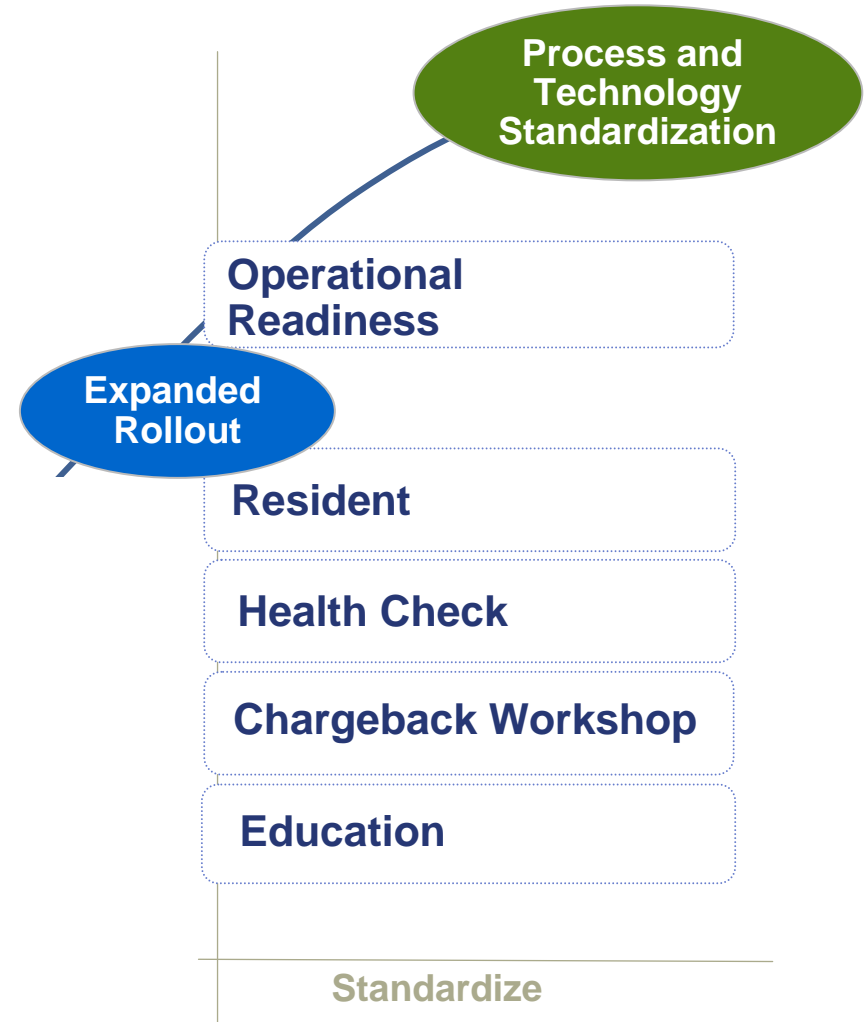 Process and
Technology
Standardization
Operational
Readiness
Expanded
Rollout
Resident
Health Check
Chargeback Workshop
Education
Standardize